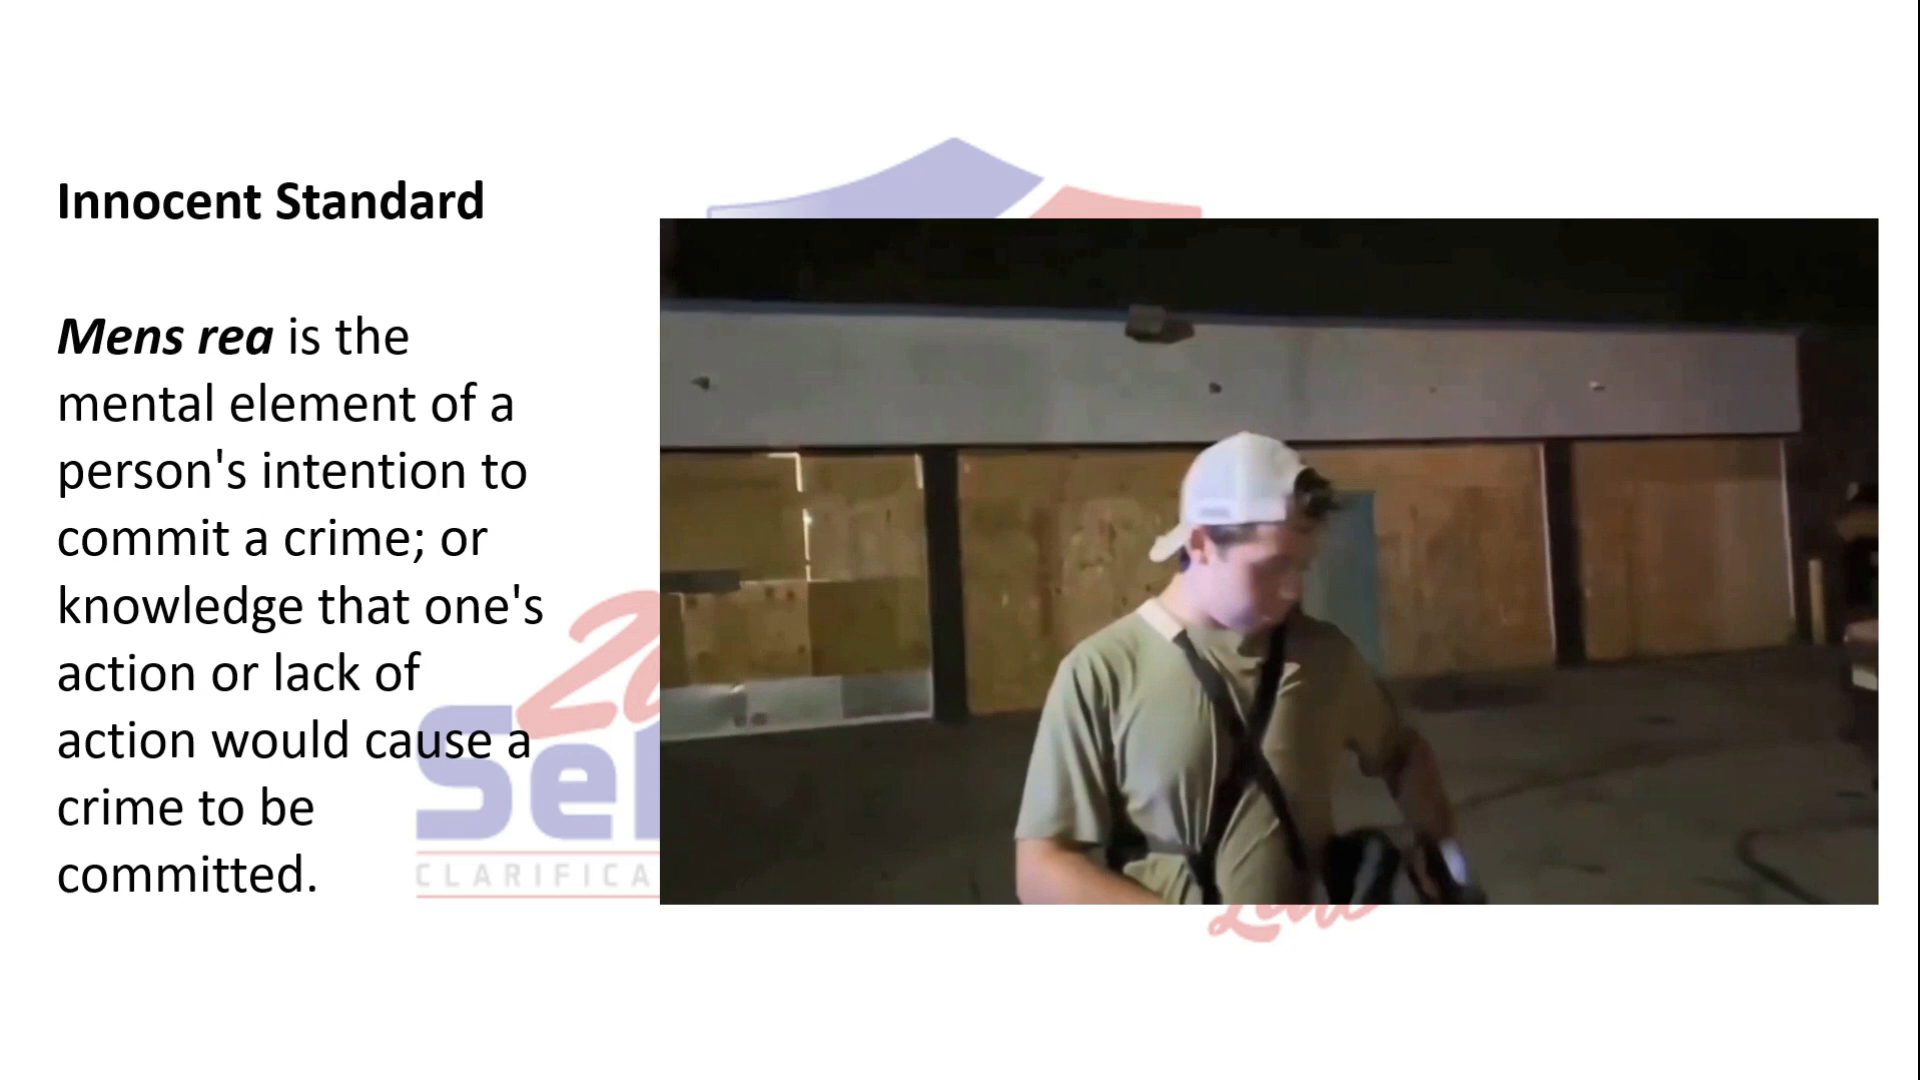 Innocent Standard
Mens rea is the
mental element of a
person's intention to
commit a crime; or
knowledge that one's
action or lack of
action would cause a
crime to be
committed.